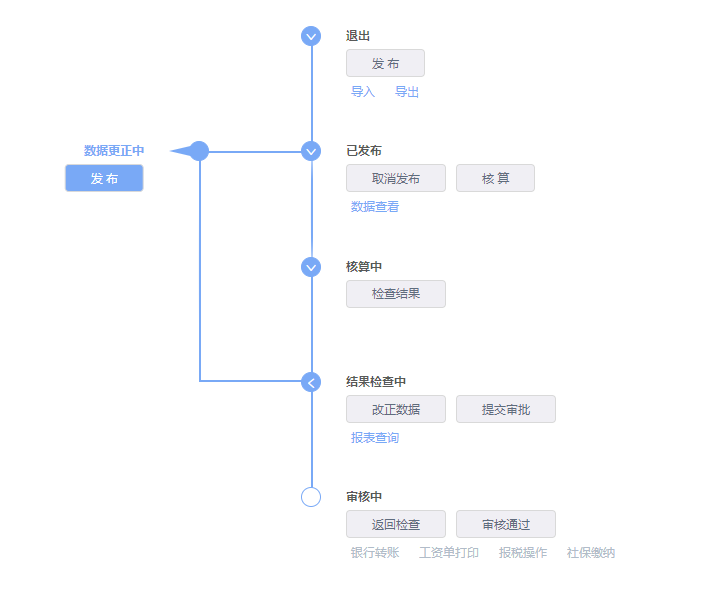 退出
发 布
导入 导出
数据更正中
发 布
已发布
取消发布 核 算
数据查看
核算中
检查结果
结果检查中
改正数据 提交审批
报表查询
审核中
返回检查 审核通过
银行转账 工资单打印 报税操作 社保缴纳